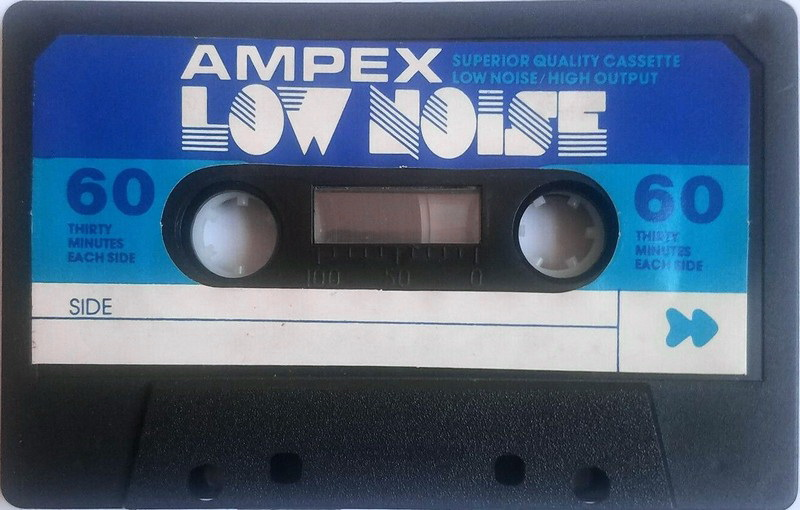 AMPEX
SUPERIOR QUALITY CASSETTE
LOW NOISE/HIGH OUTPUT
LOW NOiSE
60
THIRTY
MINUTES
EACH SIDE
60
THIRTY
MINUTES
EACH SIDE
100 50 0
SIDE